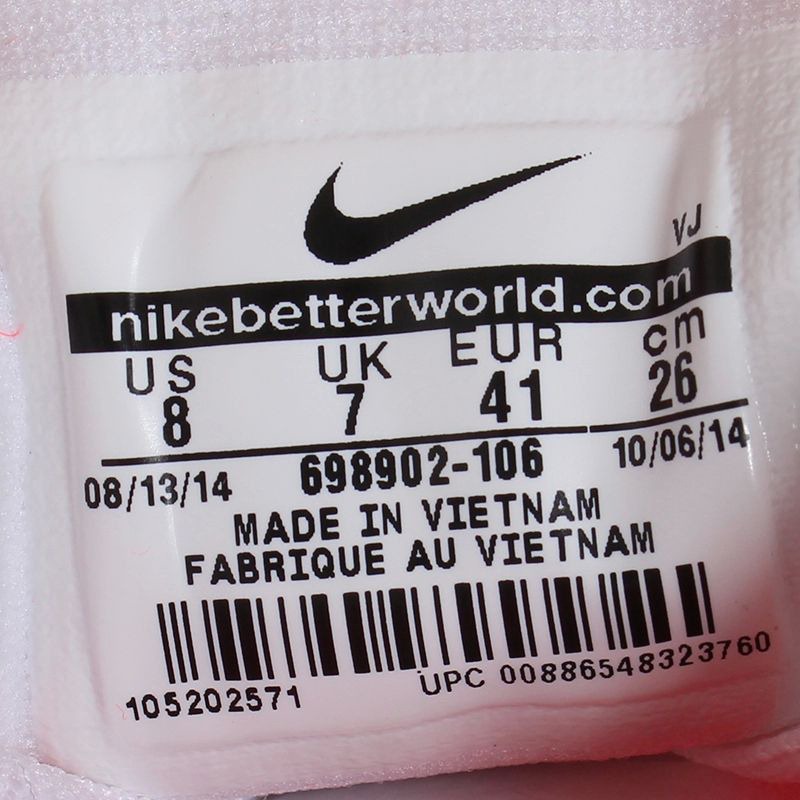 VJ
nikebetterworld.com
US UK EUR cm
8 7 41 26
08/13/14 698902-106 10/06/14
MADE IN VIETNAM
FABRIQUE AU VIETNAM
105202571 UPC 00886548323760